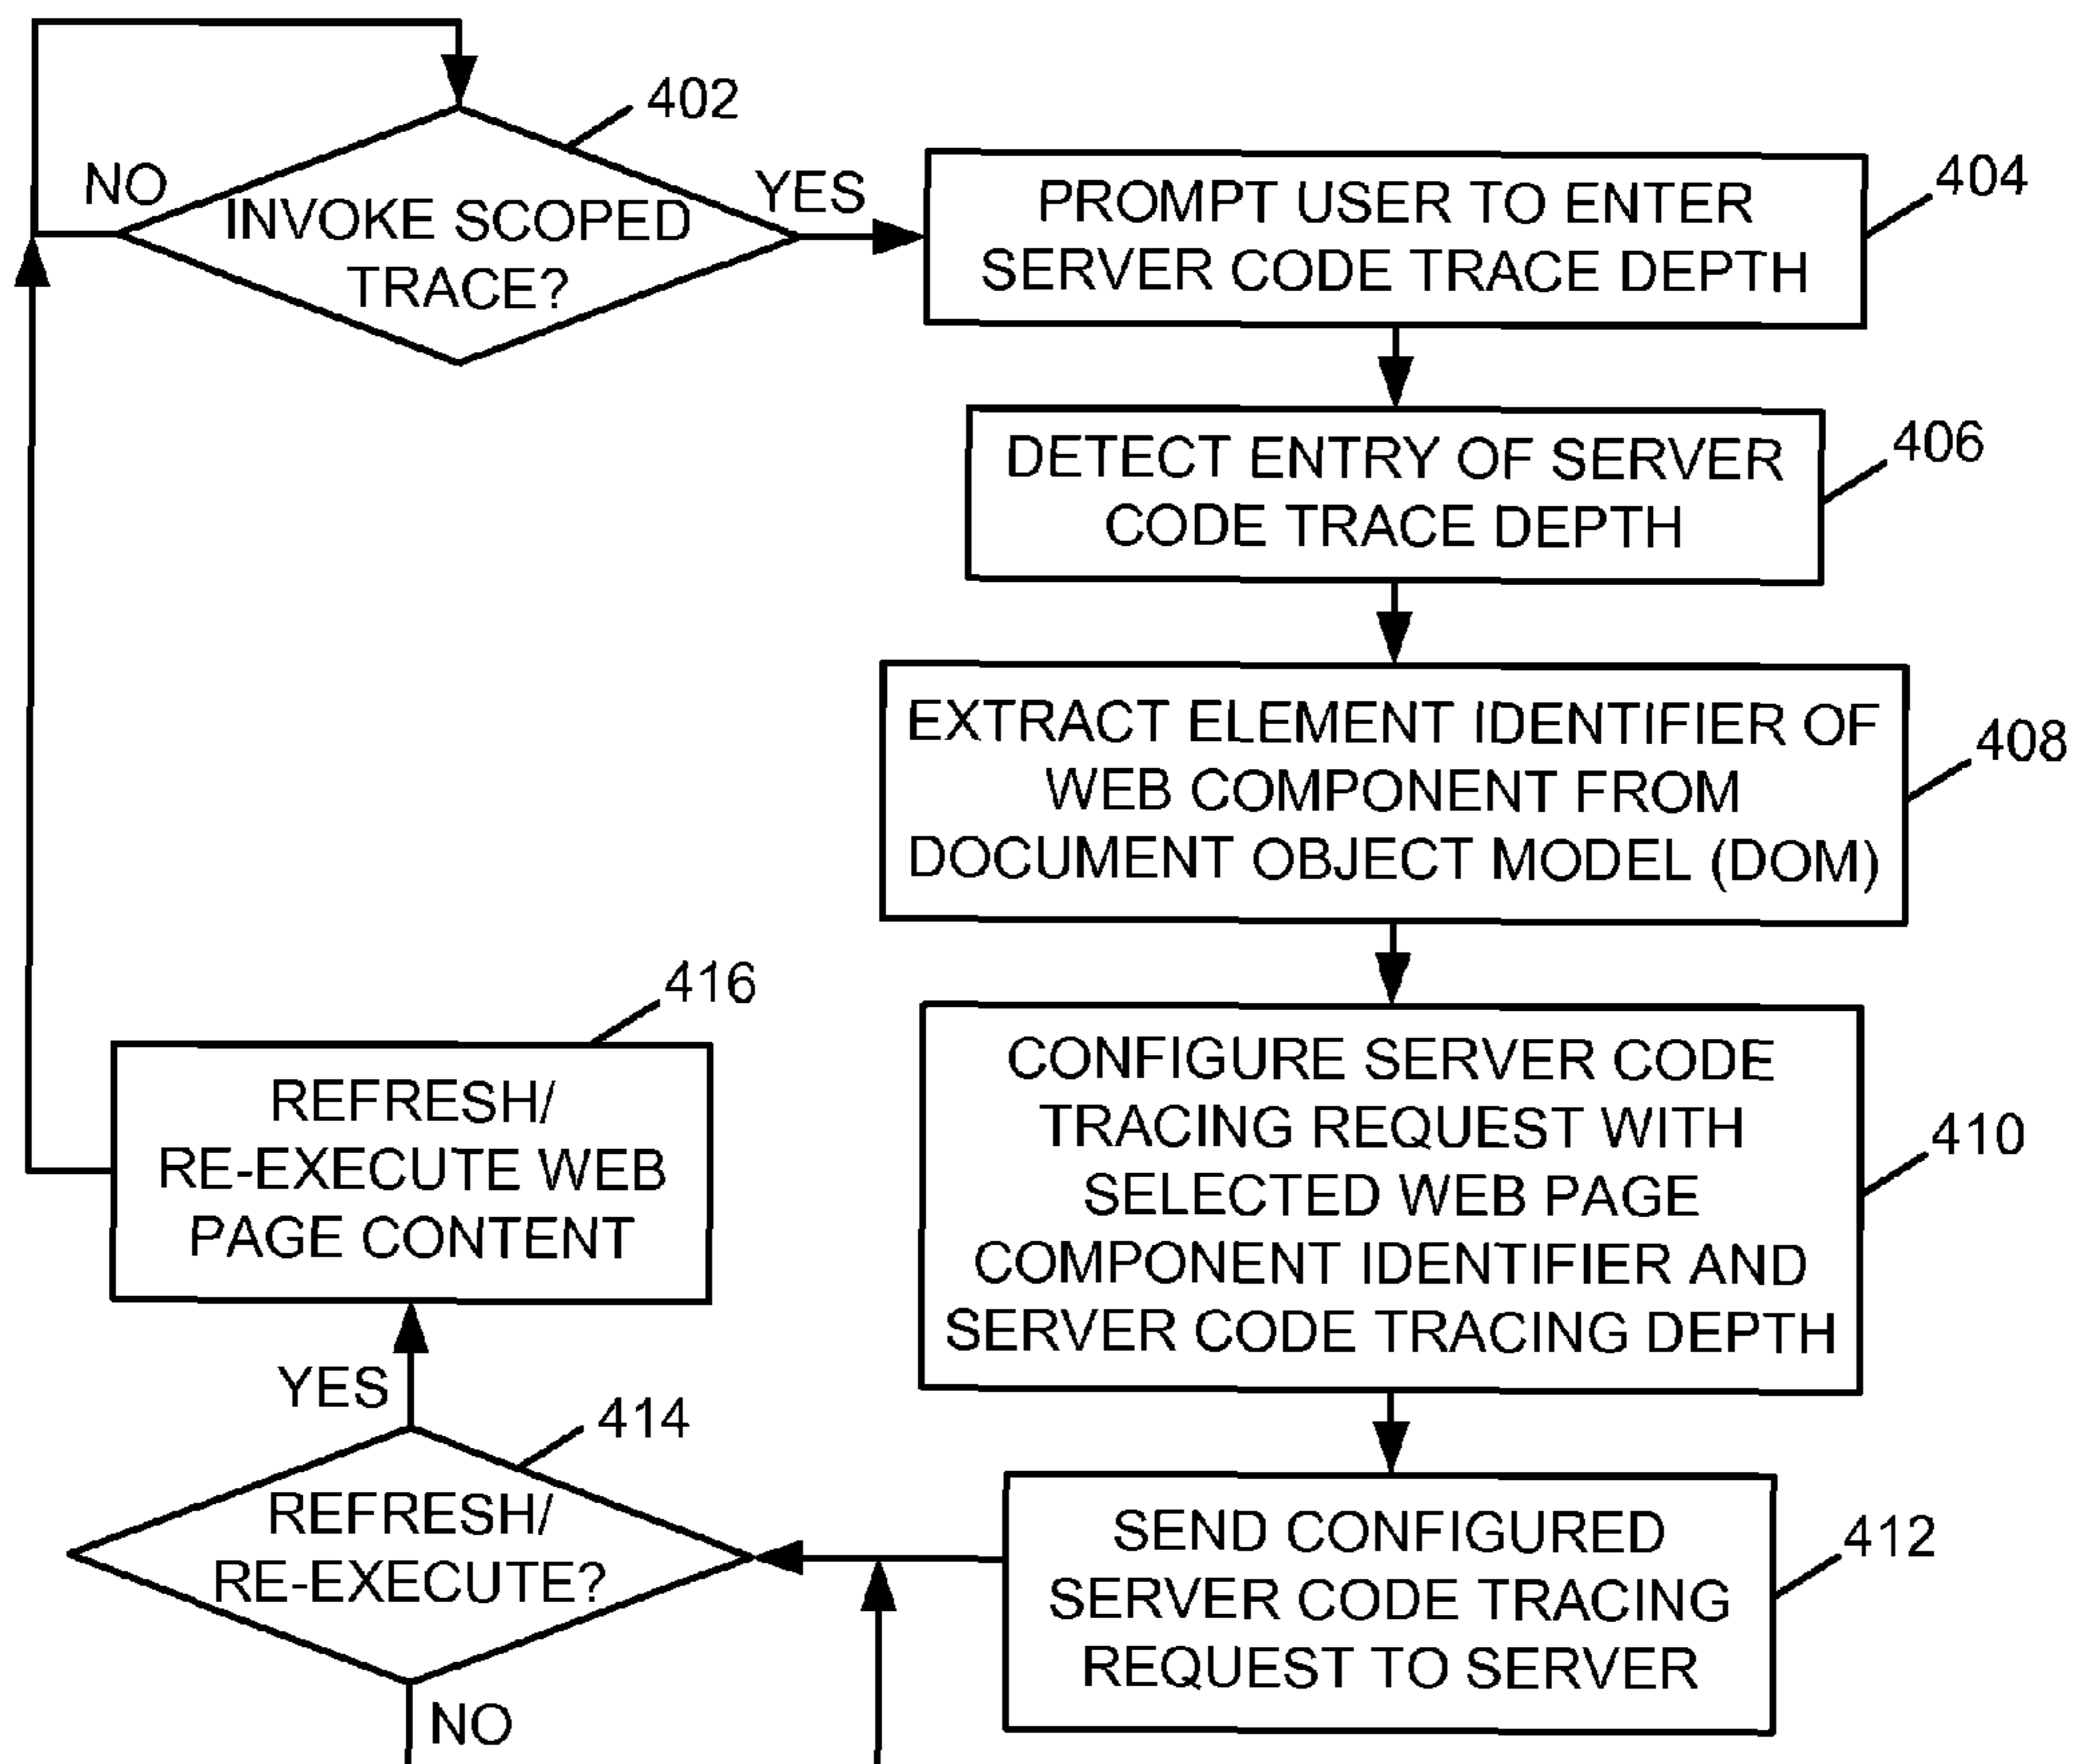 402
NO
INVOKE SCOPED
TRACE?
YES
PROMPT USER TO ENTER
SERVER CODE TRACE DEPTH
404
DETECT ENTRY OF SERVER
CODE TRACE DEPTH
406
EXTRACT ELEMENT IDENTIFIER OF
WEB COMPONENT FROM
DOCUMENT OBJECT MODEL (DOM)
408
CONFIGURE SERVER CODE
TRACING REQUEST WITH
SELECTED WEB PAGE
COMPONENT IDENTIFIER AND
SERVER CODE TRACING DEPTH
410
SEND CONFIGURED
SERVER CODE TRACING
REQUEST TO SERVER
412
414
REFRESH/
RE-EXECUTE?
NO
YES
416
REFRESH/
RE-EXECUTE WEB
PAGE CONTENT